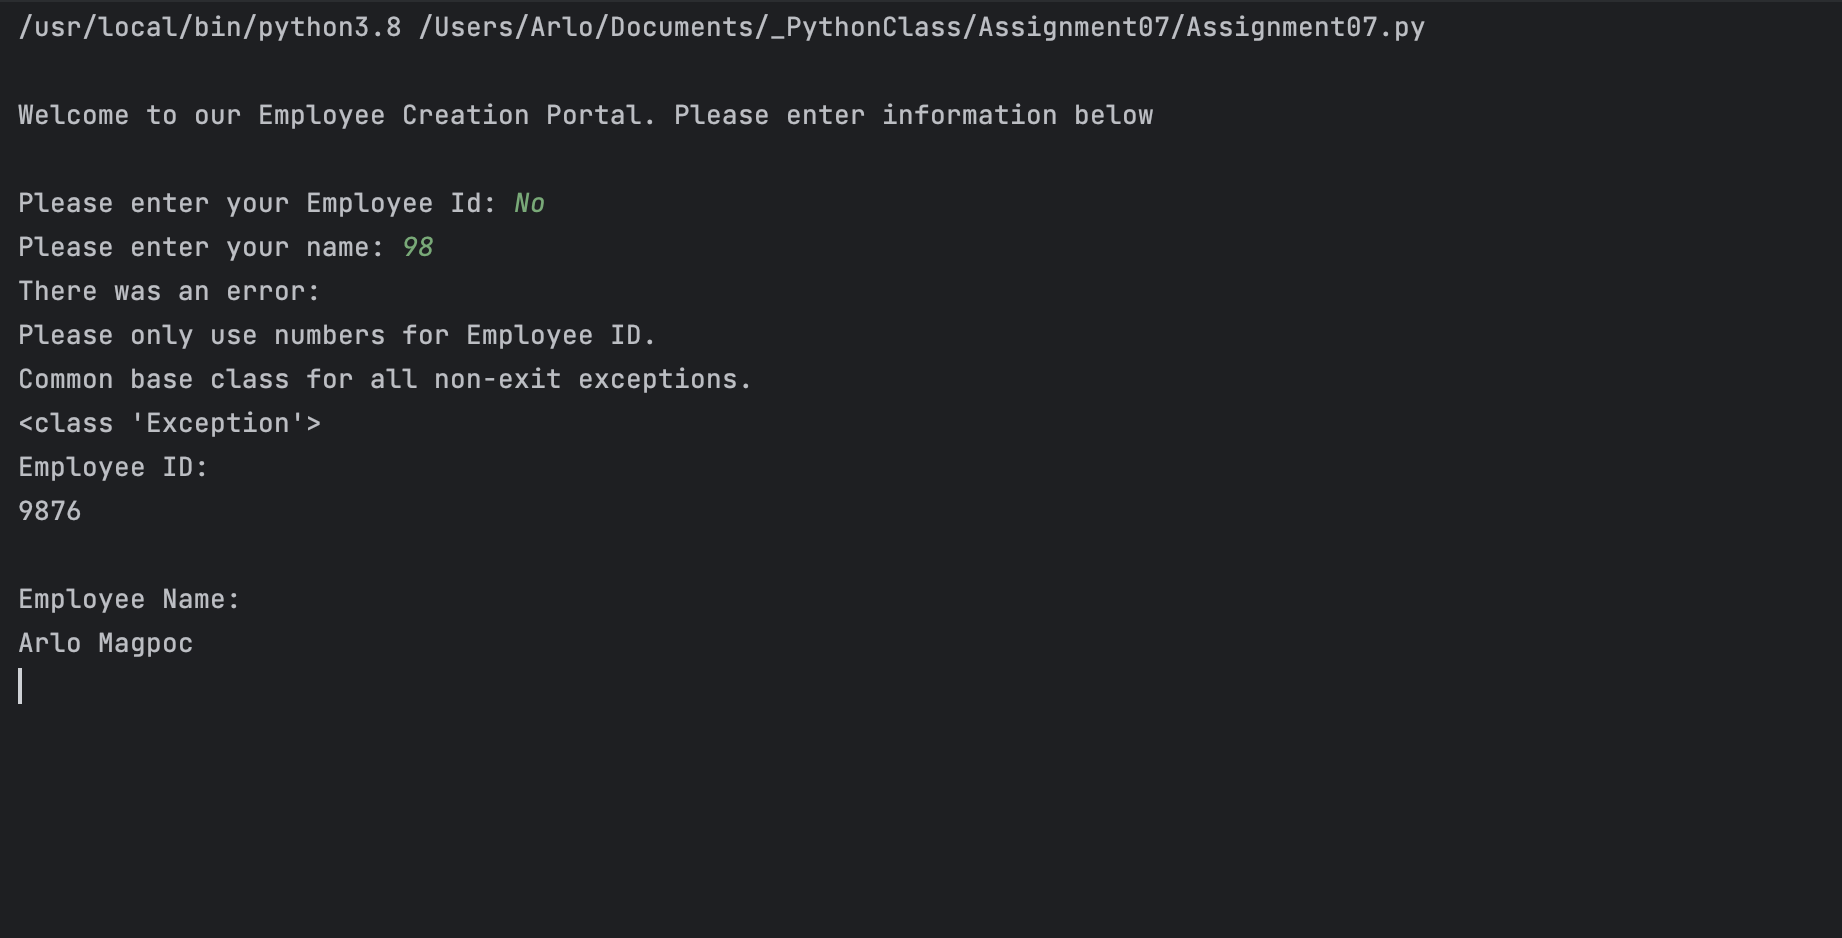 /usr/local/bin/python3.8 /Users/Arlo/Documents/_PythonClass/Assignment07/Assignment07.py
Welcome to our Employee Creation Portal. Please enter information below
Please enter your Employee Id: No
Please enter your name: 98
There was an error:
Please only use numbers for Employee ID.
Common base class for all non-exit exceptions.
<class 'Exception'>
Employee ID:
9876
Employee Name:
Arlo Magpoc